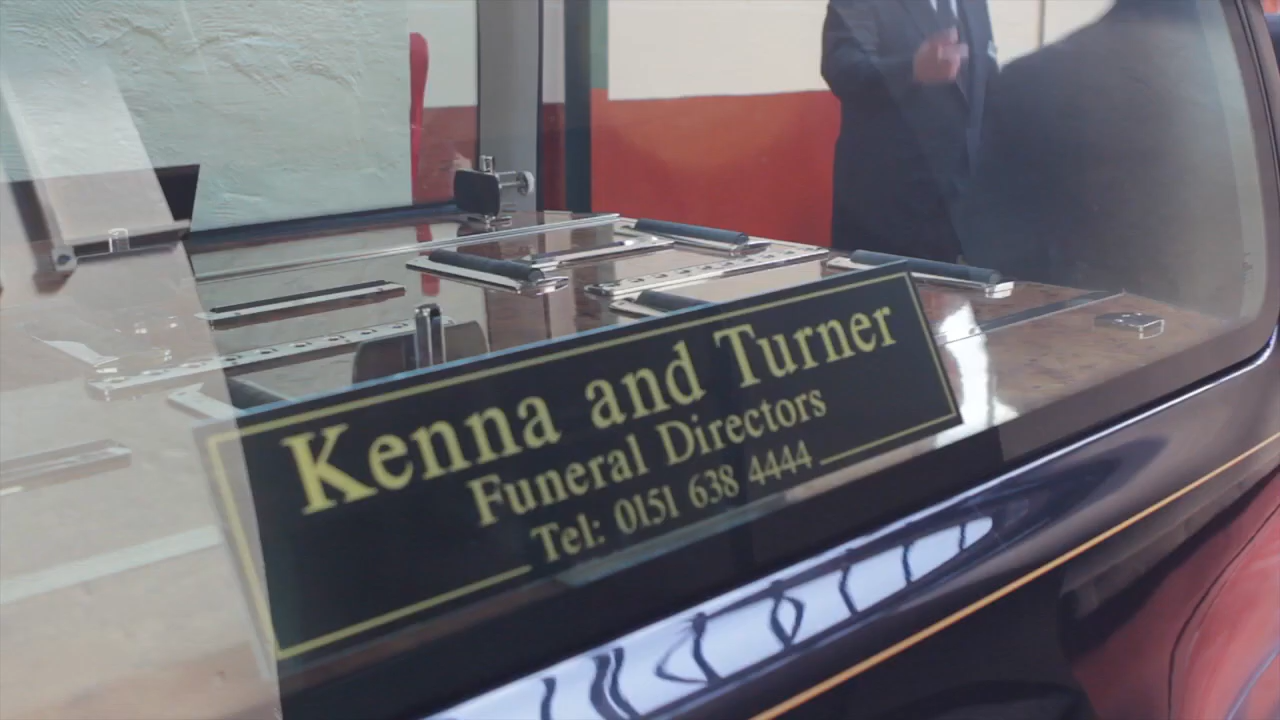 Kenna and Turner
Funeral Directors
Tel: 0151 638 4444